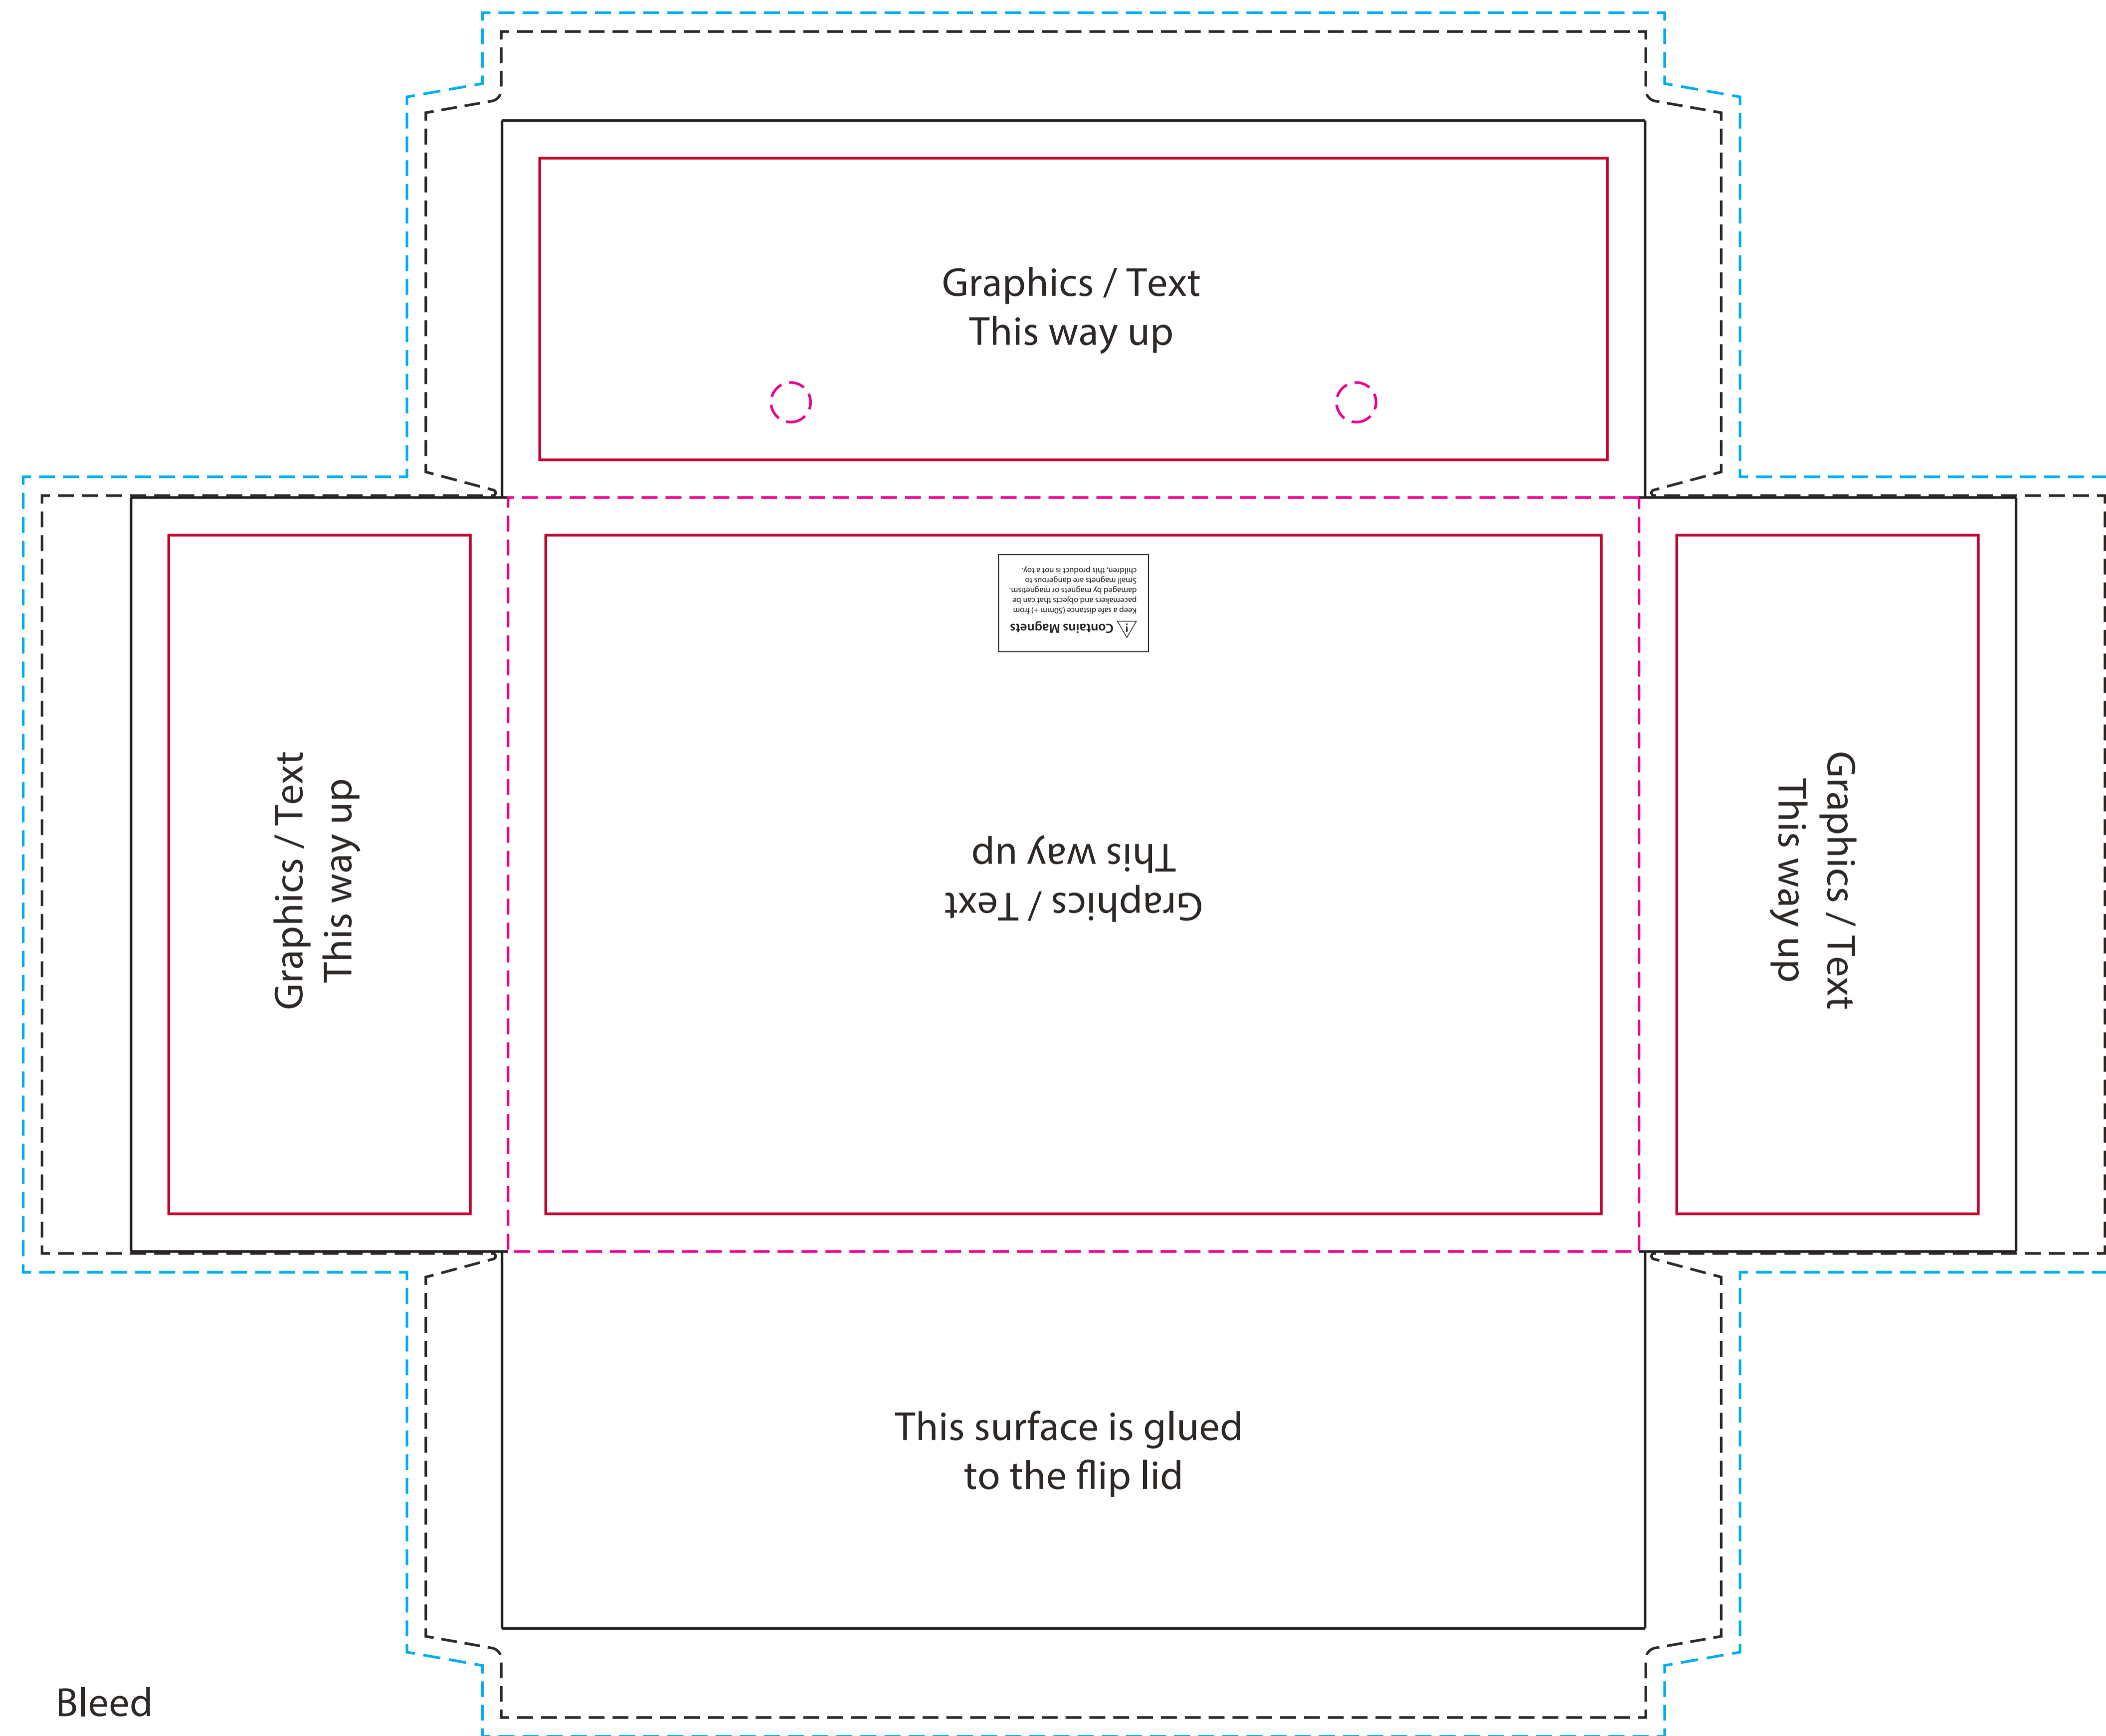 Graphics / Text
This way up
Contains Magnets
Keep a safe distance (50mm +) from
pacemakers and objects that can be
damaged by magnets or magnetism.
Small magnets are dangerous to
children, this product is not a toy.
Graphics / Text
This way up
Graphics / Text
This way up
Graphics / Text
This way up
This surface is glued
to the flip lid
Bleed